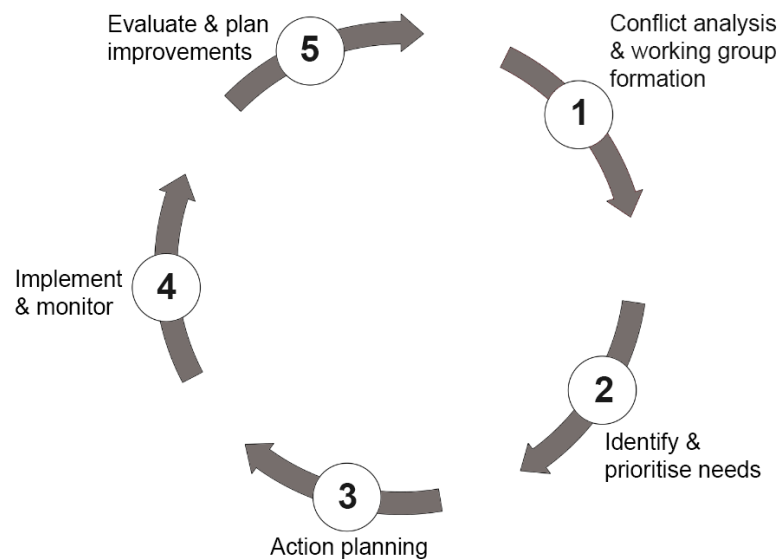 Conflict analysis
& working group
formation
1
2
Identify &
prioritise needs
3
Action planning
Implement
& monitor
4
Evaluate & plan
improvements
5